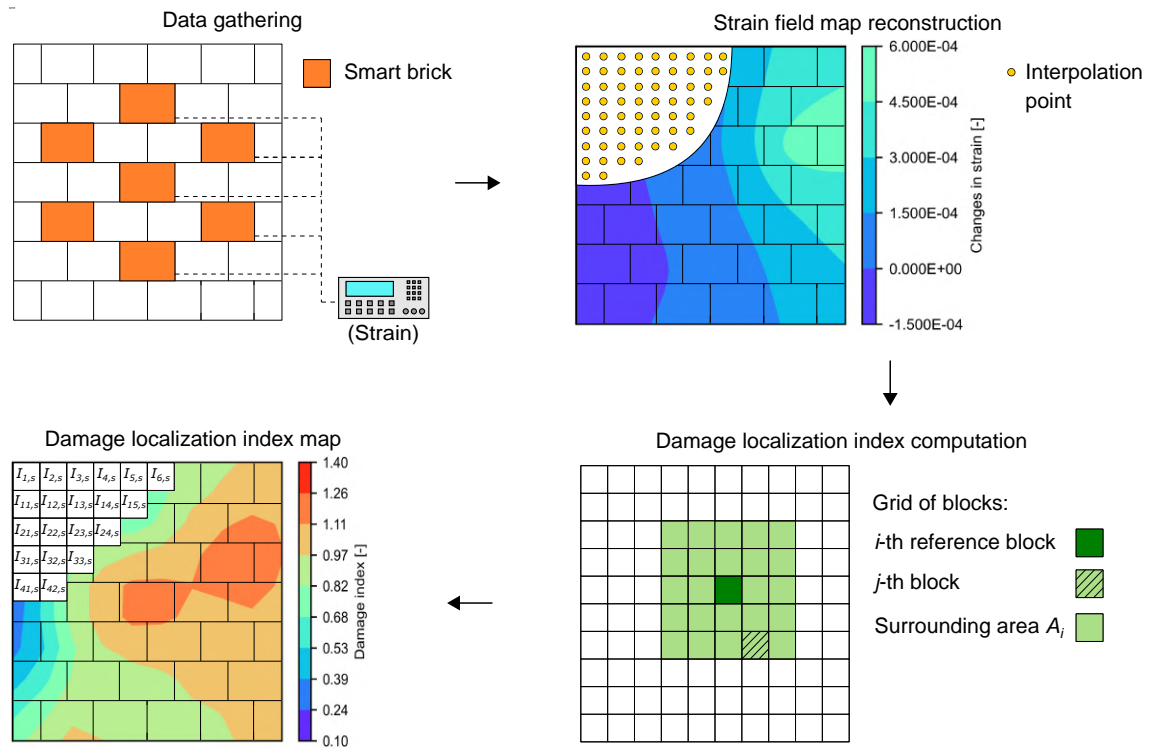 Data gathering
Smart brick
(Strain)
Strain field map reconstruction
6.000E-04
4.500E-04
3.000E-04
1.500E-04
0.000E+00
-1.500E-04
Changes in strain [-]
Interpolation
point
Damage localization index map
I1,s I2,s I3,s I4,s I5,s I6,s
I11,s I12,s I13,s I14,s I15,s
I21,s I22,s I23,s I24,s
I31,s I32,s I33,s
I41,s I42,s
1.40
1.26
1.11
0.97
0.82
0.68
0.53
0.39
0.24
0.10
Damage index [-]
Damage localization index computation
Grid of blocks:
i-th reference block
j-th block
Surrounding area Ai